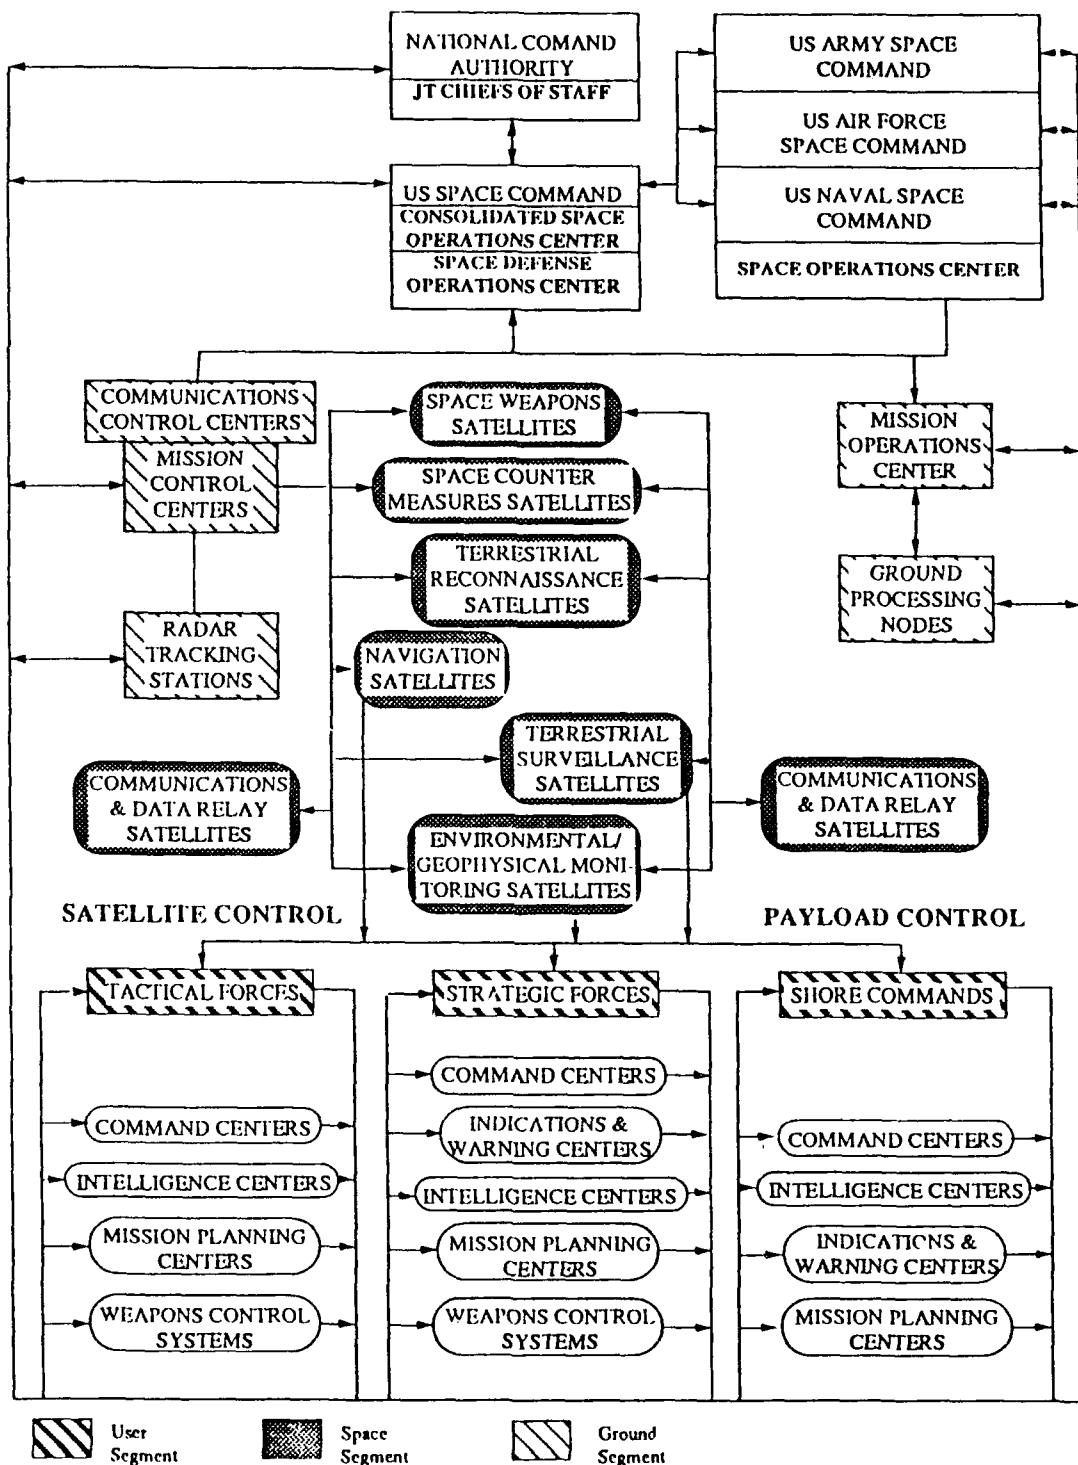 NATIONAL COMAND
AUTHORITY
JT CHIEFS OF STAFF
US ARMY SPACE
COMMAND
US AIR FORCE
SPACE COMMAND
US NAVAL SPACE
COMMAND
SPACE OPERATIONS CENTER
US SPACE COMMAND
CONSOLIDATED SPACE
OPERATIONS CENTER
SPACE DEFENSE
OPERATIONS CENTER
COMMUNICATIONS
CONTROL CENTERS
MISSION
CONTROL
CENTERS
RADAR
TRACKING
STATIONS
SPACE WEAPONS
SATELLITES
SPACE COUNTER
MEASURES SATELLITES
TERRESTRIAL
RECONNAISSANCE
SATELLITES
NAVIGATION
SATELLITES
TERRESTRIAL
SURVEILLANCE
SATELLITES
MISSION
OPERATIONS
CENTER
GROUND
PROCESSING
NODES
COMMUNICATIONS
& DATA RELAY
SATELLITES
ENVIRONMENTAL/
GEOPHYSICAL MONI-
TORING SATELLITES
COMMUNICATIONS
& DATA RELAY
SATELLITES
SATELLITE CONTROL
PAYLOAD CONTROL
TACTICAL FORCES
COMMAND CENTERS
INTELLIGENCE CENTERS
MISSION PLANNING
CENTERS
WEAPONS CONTROL
SYSTEMS
STRATEGIC FORCES
COMMAND CENTERS
INDICATIONS &
WARNING CENTERS
INTELLIGENCE CENTERS
MISSION PLANNING
CENTERS
WEAPONS CONTROL
SYSTEMS
SHORE COMMANDS
COMMAND CENTERS
INTELLIGENCE CENTERS
INDICATIONS &
WARNING CENTERS
MISSION PLANNING
CENTERS
User
Segment
Space
Segment
Ground
Segment